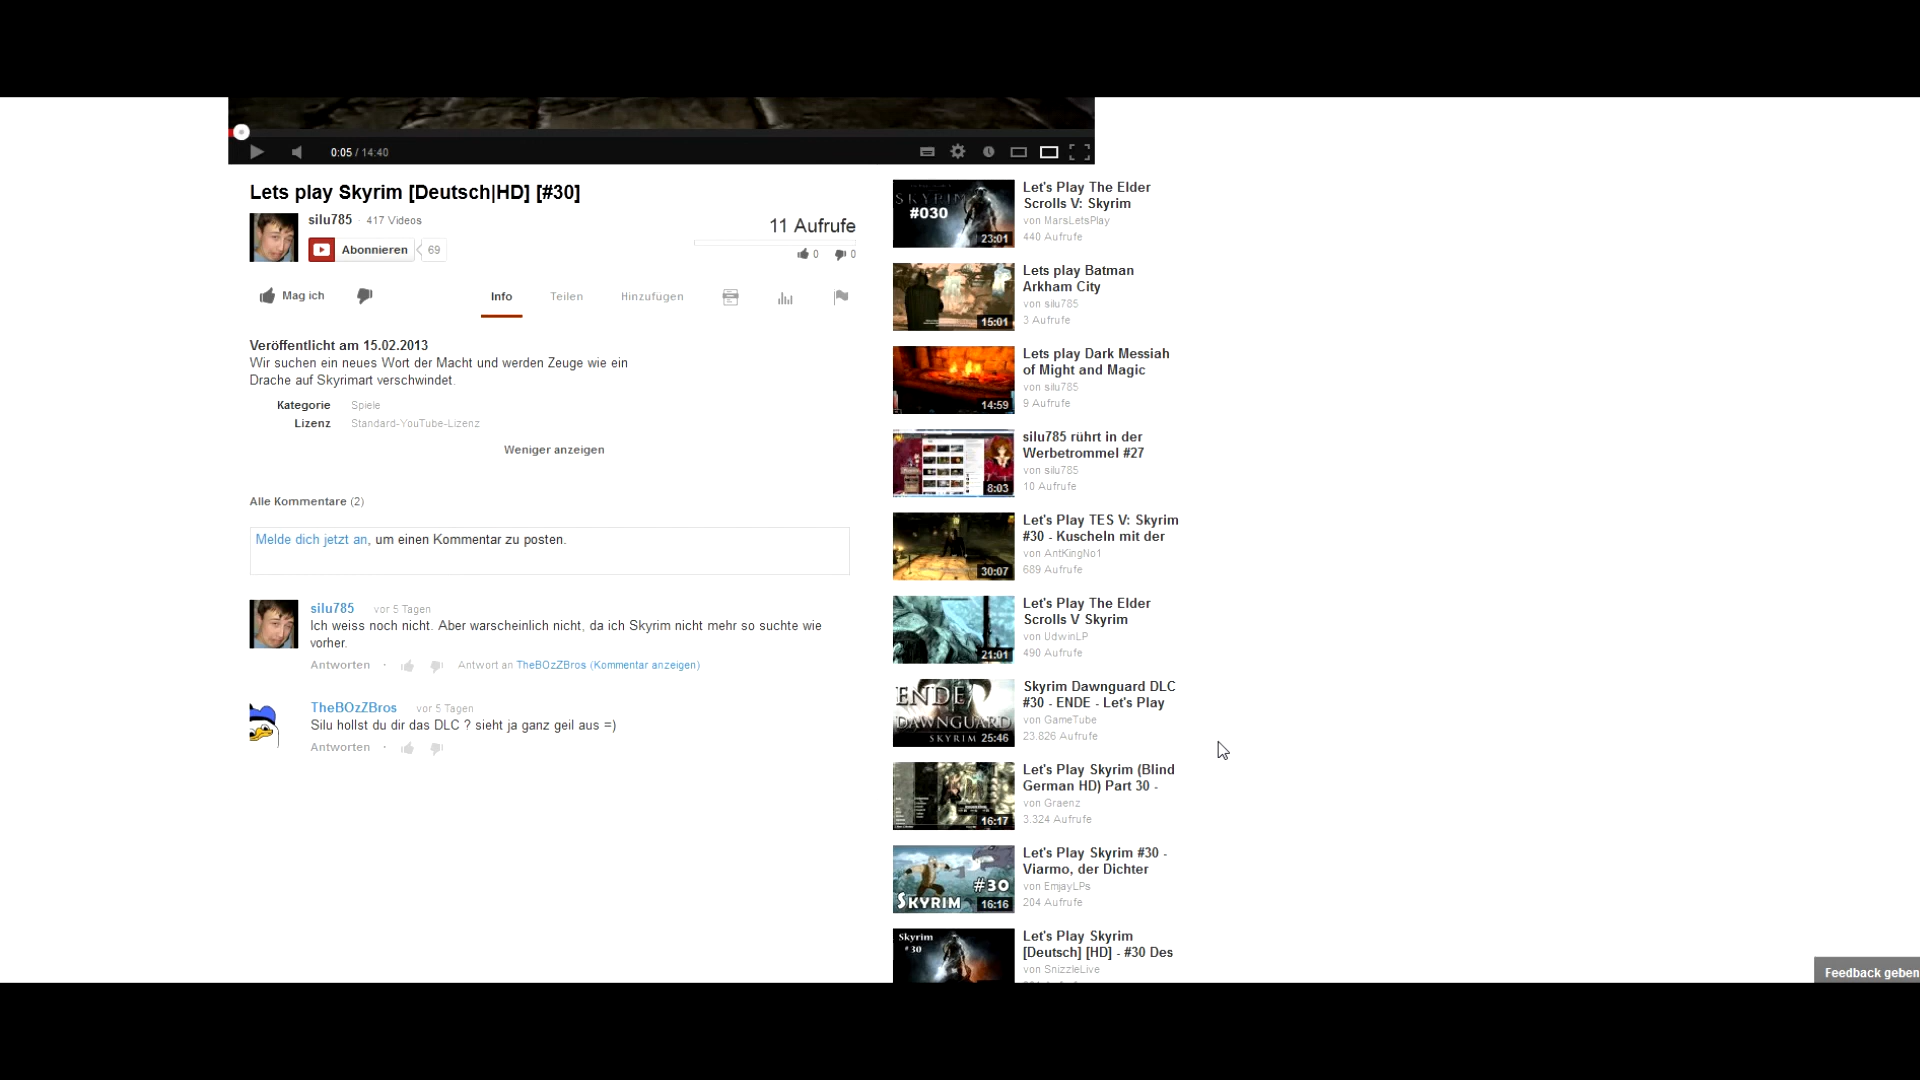 0:05 / 14:40
Lets play Skyrim [Deutsch|HD] [#30]
silu785 · 417 Videos
Abonnieren 69
11 Aufrufe
0 0
Mag ich
Info Teilen Hinzufügen
Veröffentlicht am 15.02.2013
Wir suchen ein neues Wort der Macht und werden Zeuge wie ein
Drache auf Skyrimart verschwindet.
Kategorie Spiele
Lizenz Standard-YouTube-Lizenz
Weniger anzeigen
Alle Kommentare (2)
Melde dich jetzt an, um einen Kommentar zu posten.
silu785 vor 5 Tagen
Ich weiss noch nicht. Aber warscheinlich nicht, da ich Skyrim nicht mehr so suchte wie
vorher.
Antworten · Antwort an TheBOzZBros (Kommentar anzeigen)
TheBOzZBros vor 5 Tagen
Silu hollst du dir das DLC ? sieht ja ganz geil aus =)
Antworten ·
SKYRIM
#030
23:01
Let's Play The Elder
Scrolls V: Skyrim
von MarsLetsPlay
440 Aufrufe
15:01
Lets play Batman
Arkham City
von silu785
3 Aufrufe
14:59
Lets play Dark Messiah
of Might and Magic
von silu785
9 Aufrufe
8:03
silu785 rührt in der
Werbetrommel #27
von silu785
10 Aufrufe
30:07
Let's Play TES V: Skyrim
#30 - Kuscheln mit der
von AntKingNo1
689 Aufrufe
21:01
Let's Play The Elder
Scrolls V Skyrim
von UdwinLP
490 Aufrufe
ENDE
DAWNGUARD
SKYRIM 25:46
Skyrim Dawnguard DLC
#30 - ENDE - Let's Play
von GameTube
23.826 Aufrufe
16:17
Let's Play Skyrim (Blind
German HD) Part 30 -
von Graenz
3.324 Aufrufe
#30
SKYRIM 16:16
Let's Play Skyrim #30 -
Viarmo, der Dichter
von EmjayLPs
204 Aufrufe
Skyrim
#30
Let's Play Skyrim
[Deutsch] [HD] - #30 Des
von SnizzleLive
Feedback geben